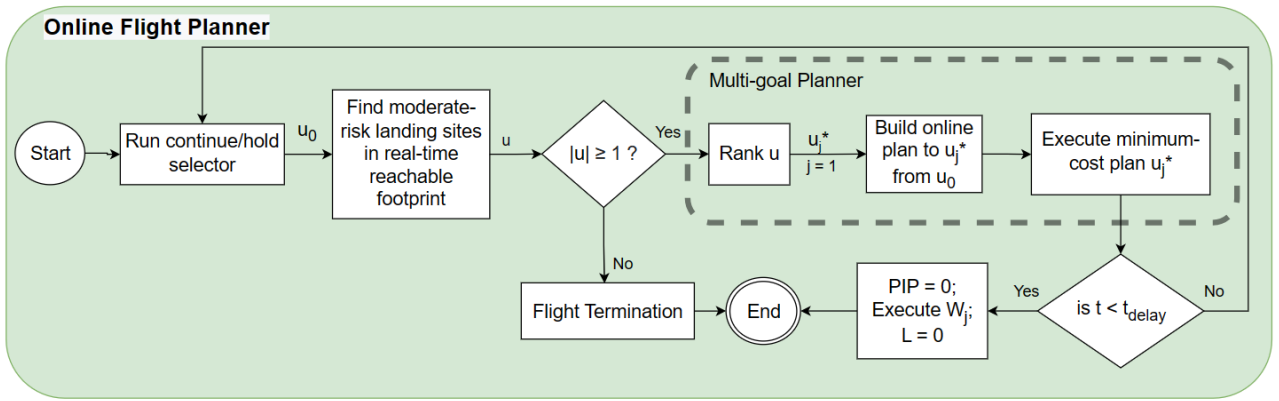 Online Flight Planner
Multi-goal Planner
Start
Run continue/hold
selector
u₀
Find moderate-
risk landing sites
in real-time
reachable
footprint
u
|u| ≥ 1 ?
Yes
Rank u
uⱼ*
j = 1
Build online
plan to uⱼ*
from u₀
Execute minimum-
cost plan uⱼ*
No
Flight Termination
End
PIP = 0;
Execute Wⱼ;
L = 0
Yes
is t < t_delay
No